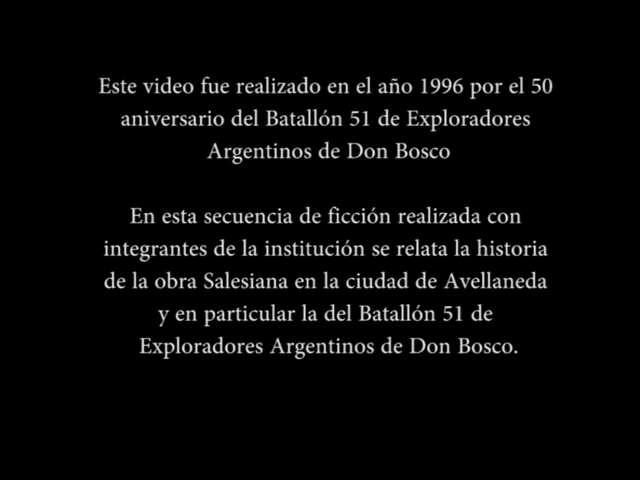 Este video fue realizado en el año 1996 por el 50
aniversario del Batallón 51 de Exploradores
Argentinos de Don Bosco
En esta secuencia de ficción realizada con
integrantes de la institución se relata la historia
de la obra Salesiana en la ciudad de Avellaneda
y en particular la del Batallón 51 de
Exploradores Argentinos de Don Bosco.